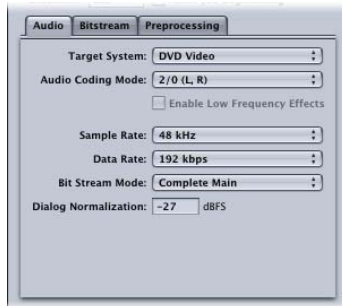 Audio Bitstream Preprocessing
Target System: DVD Video
Audio Coding Mode: 2/0 (L, R)
Enable Low Frequency Effects
Sample Rate: 48 kHz
Data Rate: 192 kbps
Bit Stream Mode: Complete Main
Dialog Normalization: -27 dBFS